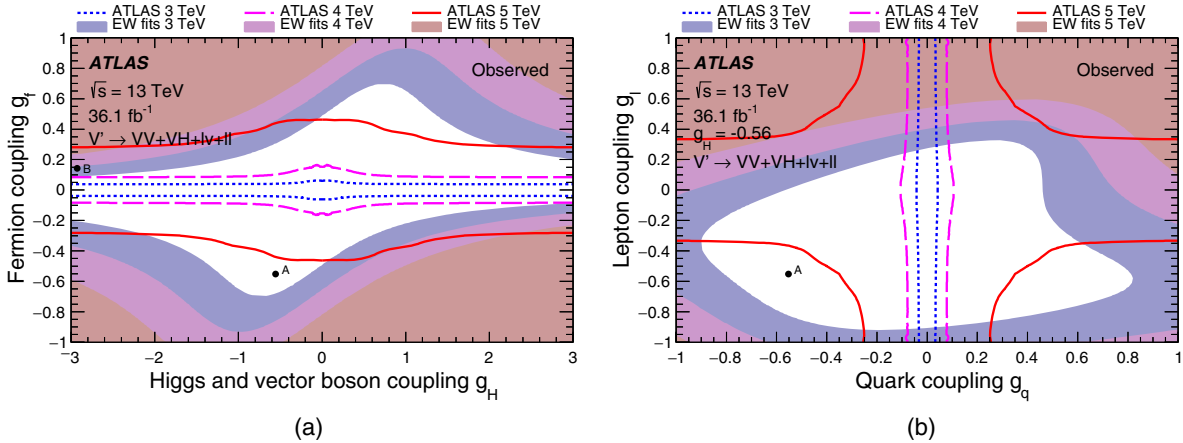 ATLAS 3 TeV ATLAS 4 TeV ATLAS 5 TeV
EW fits 3 TeV EW fits 4 TeV EW fits 5 TeV
Fermion coupling g_f
1
0.8
0.6
0.4
0.2
0
−0.2
−0.4
−0.6
−0.8
−1
ATLAS
Observed
√s = 13 TeV
36.1 fb⁻¹
V' → VV+VH+lv+ll
B
A
−3 −2 −1 0 1 2 3
Higgs and vector boson coupling g_H
(a)
ATLAS 3 TeV ATLAS 4 TeV ATLAS 5 TeV
EW fits 3 TeV EW fits 4 TeV EW fits 5 TeV
Lepton coupling g_l
1
0.8
0.6
0.4
0.2
0
−0.2
−0.4
−0.6
−0.8
−1
ATLAS
Observed
√s = 13 TeV
36.1 fb⁻¹
g_H = -0.56
V' → VV+VH+lv+ll
A
−1 −0.8 −0.6 −0.4 −0.2 0 0.2 0.4 0.6 0.8 1
Quark coupling g_q
(b)